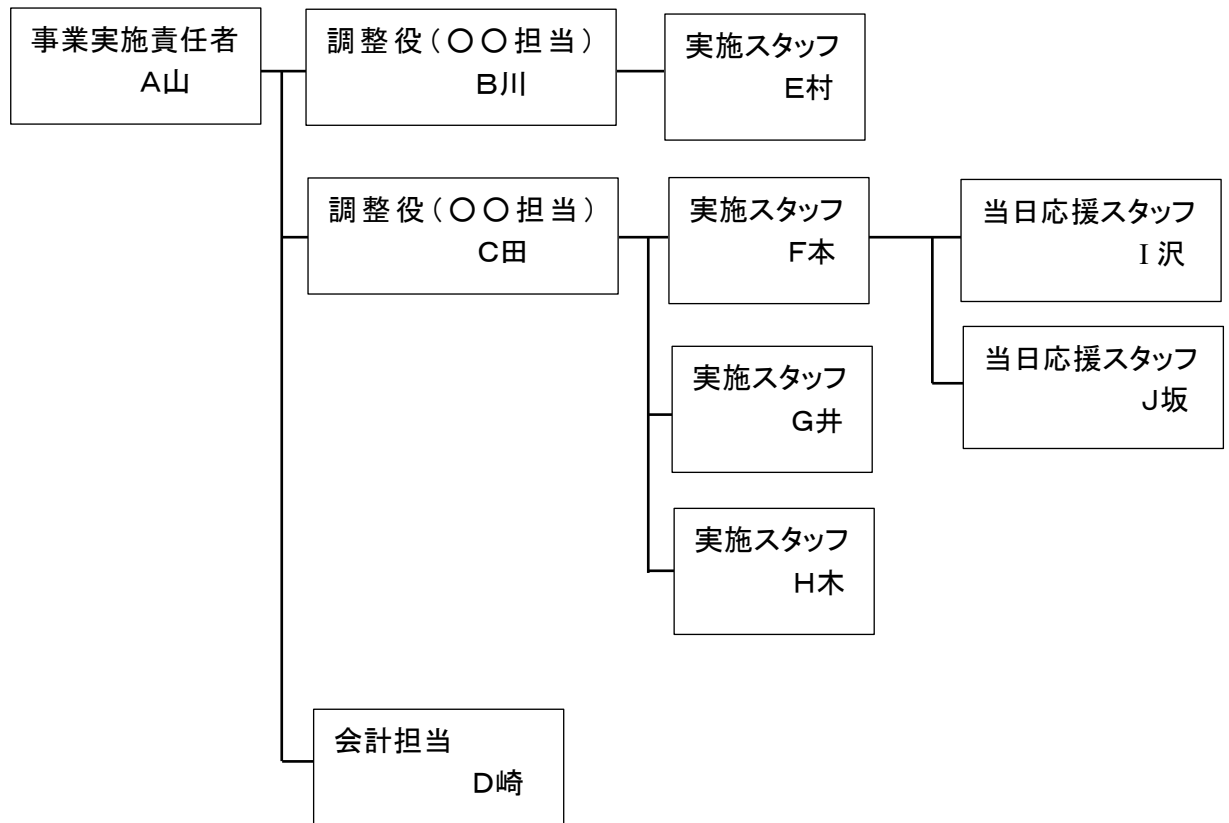 事業実施責任者
A山
調整役(〇〇担当)
B川
実施スタッフ
E村
調整役(〇〇担当)
C田
実施スタッフ
F本
当日応援スタッフ
I沢
当日応援スタッフ
J坂
実施スタッフ
G井
実施スタッフ
H木
会計担当
D崎